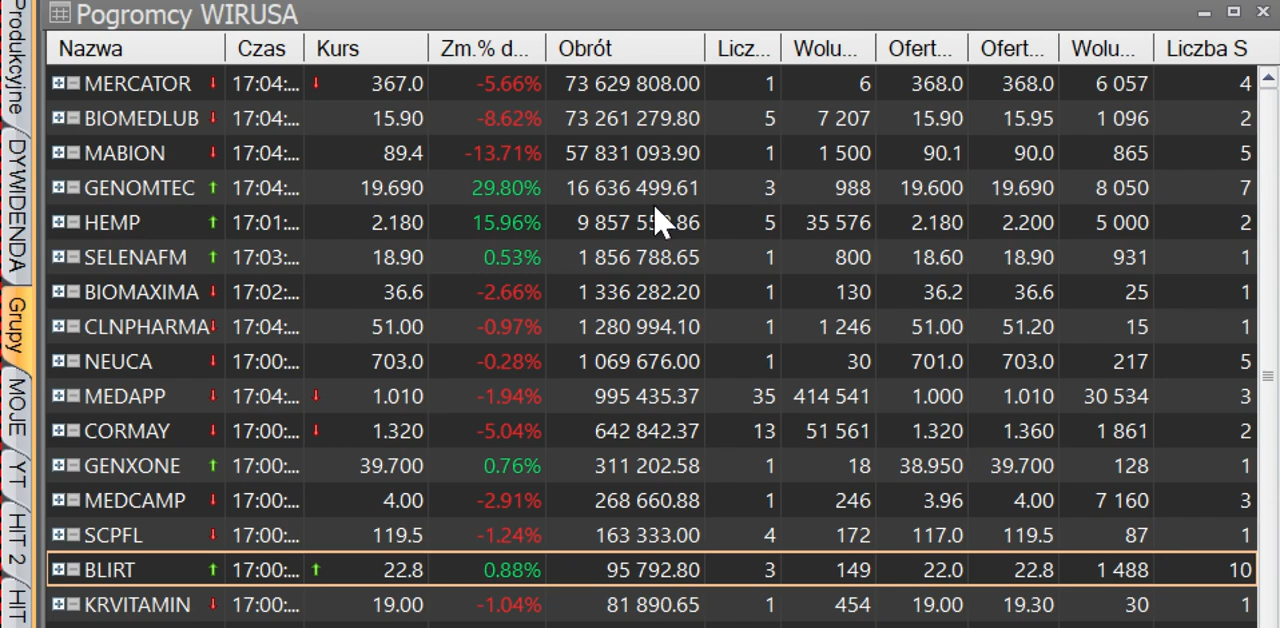 Pogromcy WIRUSA
Nazwa Czas Kurs Zm.% d... Obrót Licz... Wolu... Ofert... Ofert... Wolu... Liczba S
MERCATOR 17:04:... 367.0 -5.66% 73 629 808.00 1 6 368.0 368.0 6 057 4
BIOMEDLUB 17:04:... 15.90 -8.62% 73 261 279.80 5 7 207 15.90 15.95 1 096 2
MABION 17:04:... 89.4 -13.71% 57 831 093.90 1 1 500 90.1 90.0 865 5
GENOMTEC 17:04:... 19.690 29.80% 16 636 499.61 3 988 19.600 19.690 8 050 7
HEMP 17:01:... 2.180 15.96% 9 857 86 5 35 576 2.180 2.200 5 000 2
SELENAFM 17:03:... 18.90 0.53% 1 856 788.65 1 800 18.60 18.90 931 1
BIOMAXIMA 17:02:... 36.6 -2.66% 1 336 282.20 1 130 36.2 36.6 25 1
CLNPHARMA 17:04:... 51.00 -0.97% 1 280 994.10 1 1 246 51.00 51.20 15 1
NEUCA 17:00:... 703.0 -0.28% 1 069 676.00 1 30 701.0 703.0 217 5
MEDAPP 17:04:... 1.010 -1.94% 995 435.37 35 414 541 1.000 1.010 30 534 3
CORMAY 17:00:... 1.320 -5.04% 642 842.37 13 51 561 1.320 1.360 1 861 2
GENXONE 17:00:... 39.700 0.76% 311 202.58 1 18 38.950 39.700 128 1
MEDCAMP 17:00:... 4.00 -2.91% 268 660.88 1 246 3.96 4.00 7 160 3
SCPFL 17:00:... 119.5 -1.24% 163 333.00 4 172 117.0 119.5 87 1
BLIRT 17:00:... 22.8 0.88% 95 792.80 3 149 22.0 22.8 1 488 10
KRVITAMIN 17:00:... 19.00 -1.04% 81 890.65 1 454 19.00 19.30 30 1
Produkcyjne
DYWIDENDA
Grupy
MOJE
YT
HIT 2
HIT